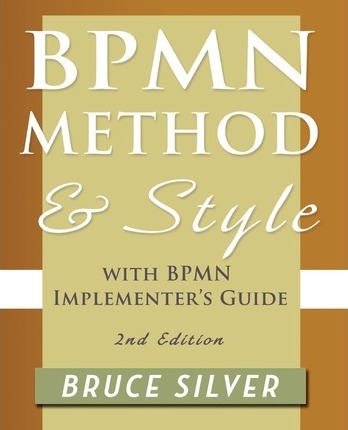 BPMN
METHOD
& Style
WITH BPMN
IMPLEMENTER'S GUIDE
2nd Edition
BRUCE SILVER